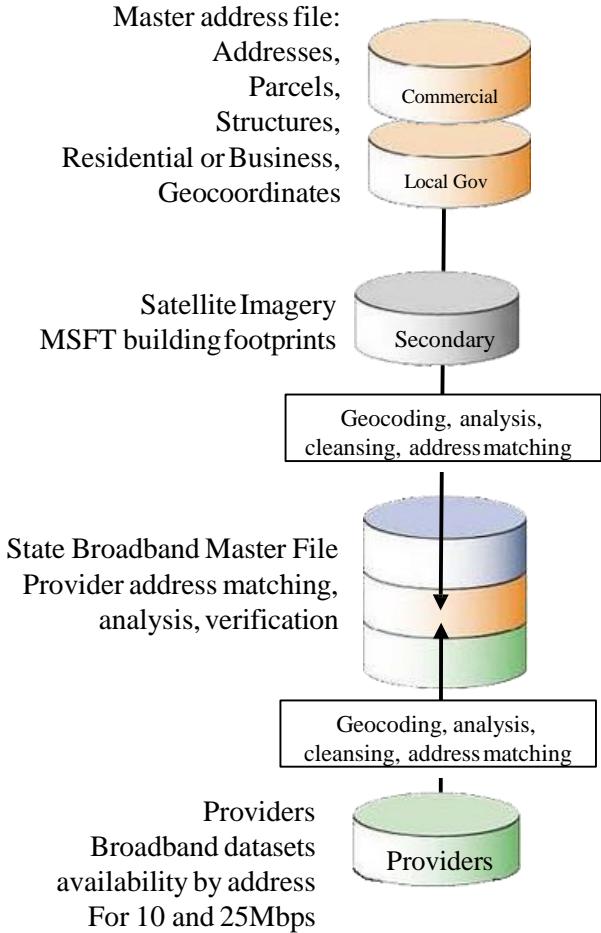 Master address file:
Addresses,
Parcels,
Structures,
Residential or Business,
Geocoordinates
Commercial
Local Gov
Satellite Imagery
MSFT building footprints
Secondary
Geocoding, analysis,
cleansing, address matching
State Broadband Master File
Provider address matching,
analysis, verification
Geocoding, analysis,
cleansing, address matching
Providers
Broadband datasets
availability by address
For 10 and 25Mbps
Providers